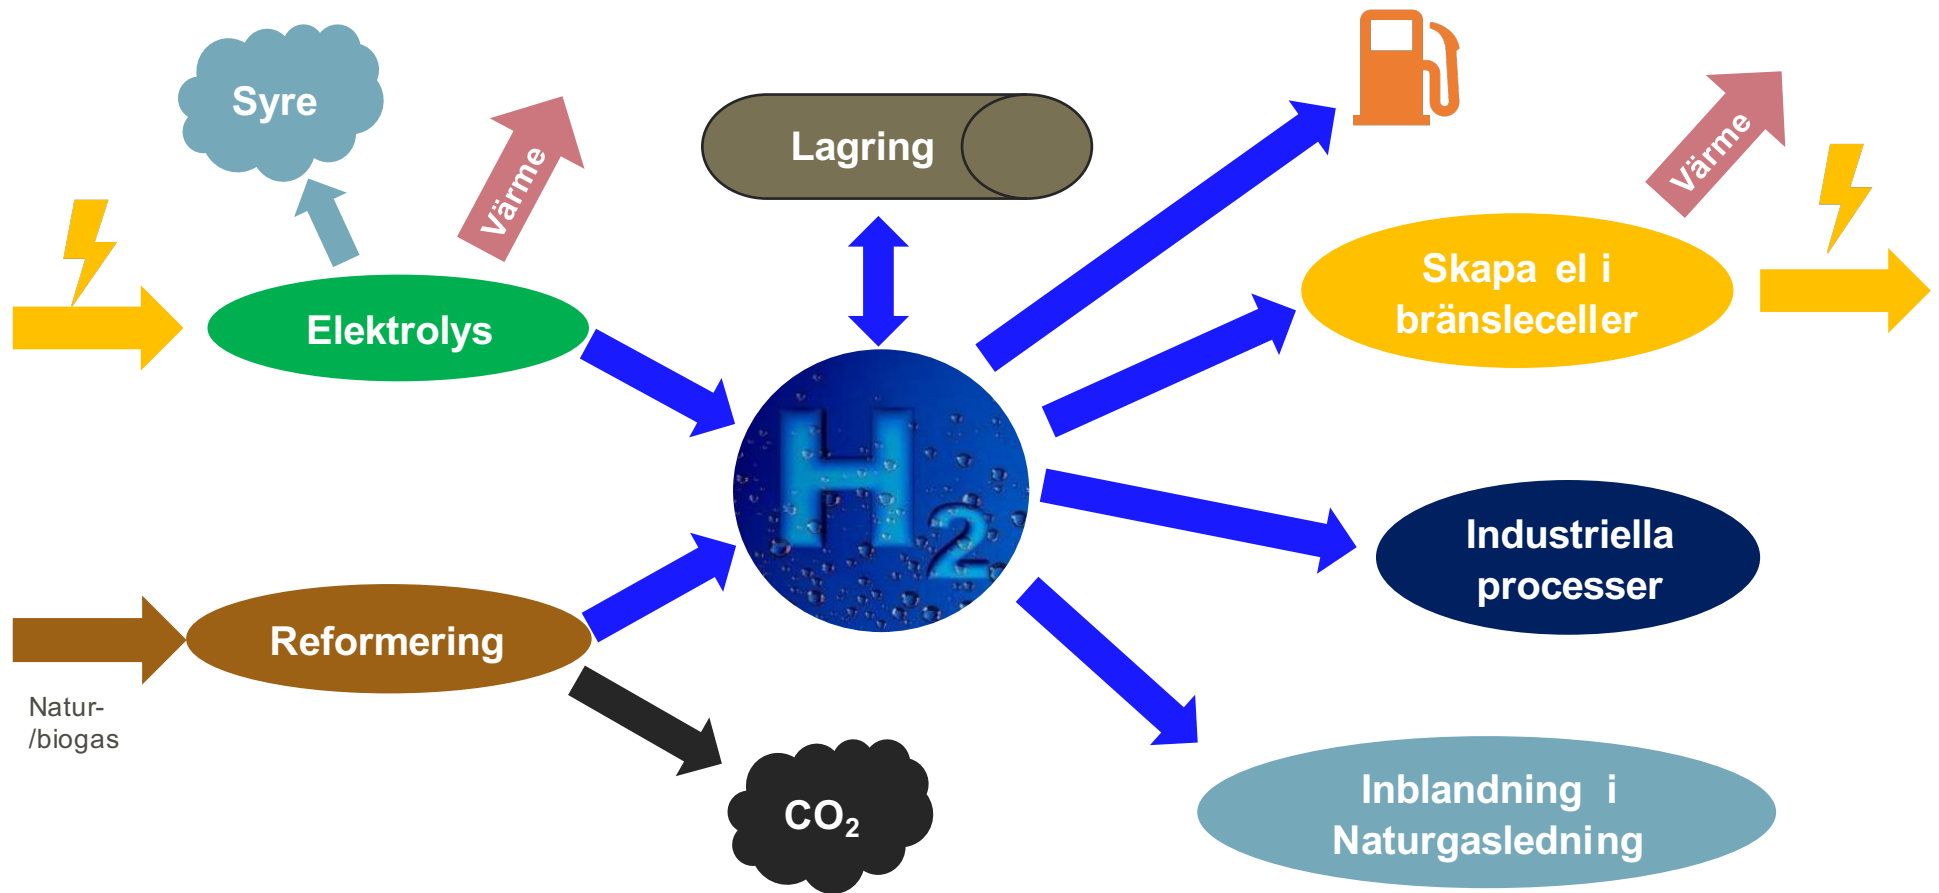 Syre
Värme
Lagring
Värme
Skapa el i
bränsleceller
Elektrolys
H2
Industriella
processer
Reformering
Natur-
/biogas
CO2
Inblandning i
Naturgasledning